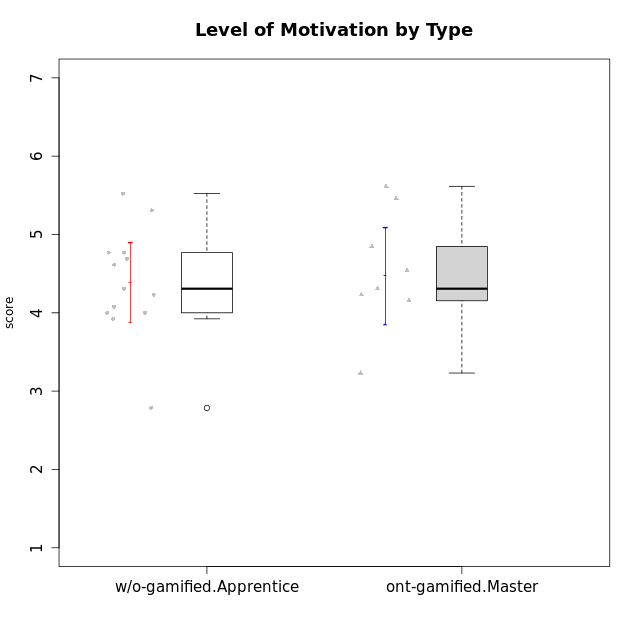 Level of Motivation by Type
7
6
5
4
3
2
1
score
w/o-gamified.Apprentice
ont-gamified.Master